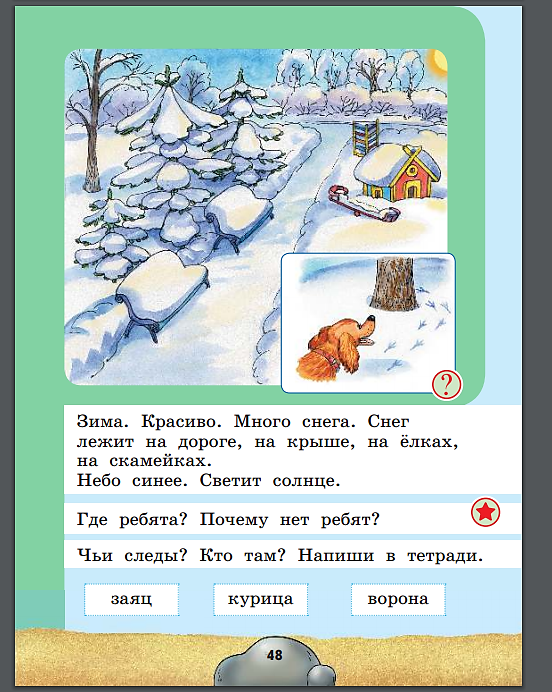 ?
Зима. Красиво. Много снега. Снег
лежит на дороге, на крыше, на ёлках,
на скамейках.
Небо синее. Светит солнце.
Где ребята? Почему нет ребят?
Чьи следы? Кто там? Напиши в тетради.
заяц курица ворона
48